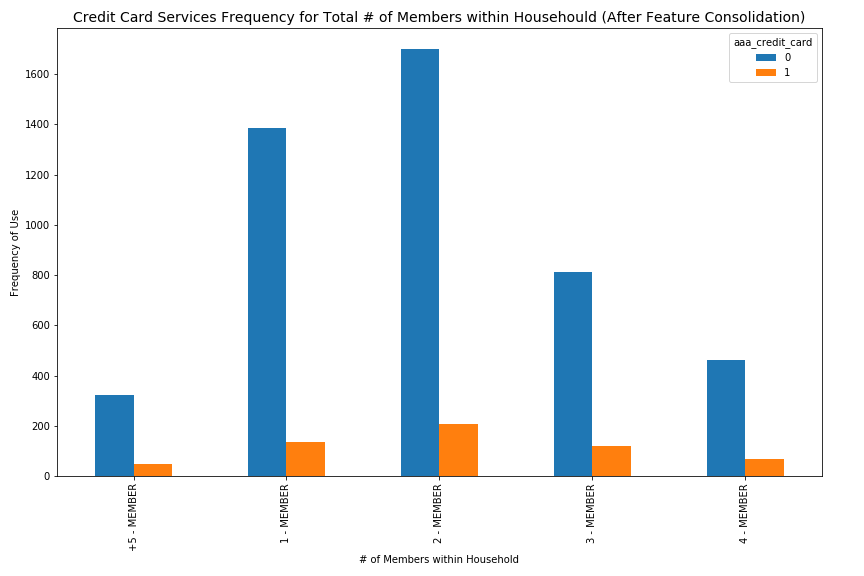 Credit Card Services Frequency for Total # of Members within Househould (After Feature Consolidation)
aaa_credit_card
0
1
Frequency of Use
1600
1400
1200
1000
800
600
400
200
0
+5 - MEMBER
1 - MEMBER
2 - MEMBER
3 - MEMBER
4 - MEMBER
# of Members within Household